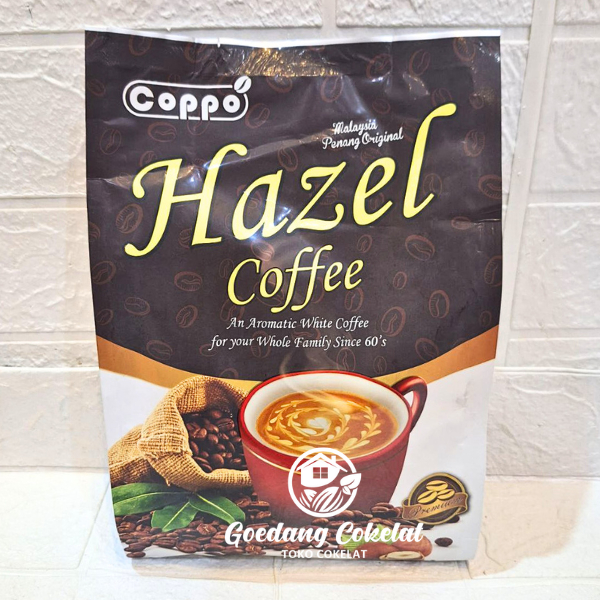 Coppo
Malaysia
Penang Original
Hazel
Coffee
An Aromatic White Coffee
for your Whole Family Since 60's
Premium
Goedang Cokelat
TOKO COKELAT